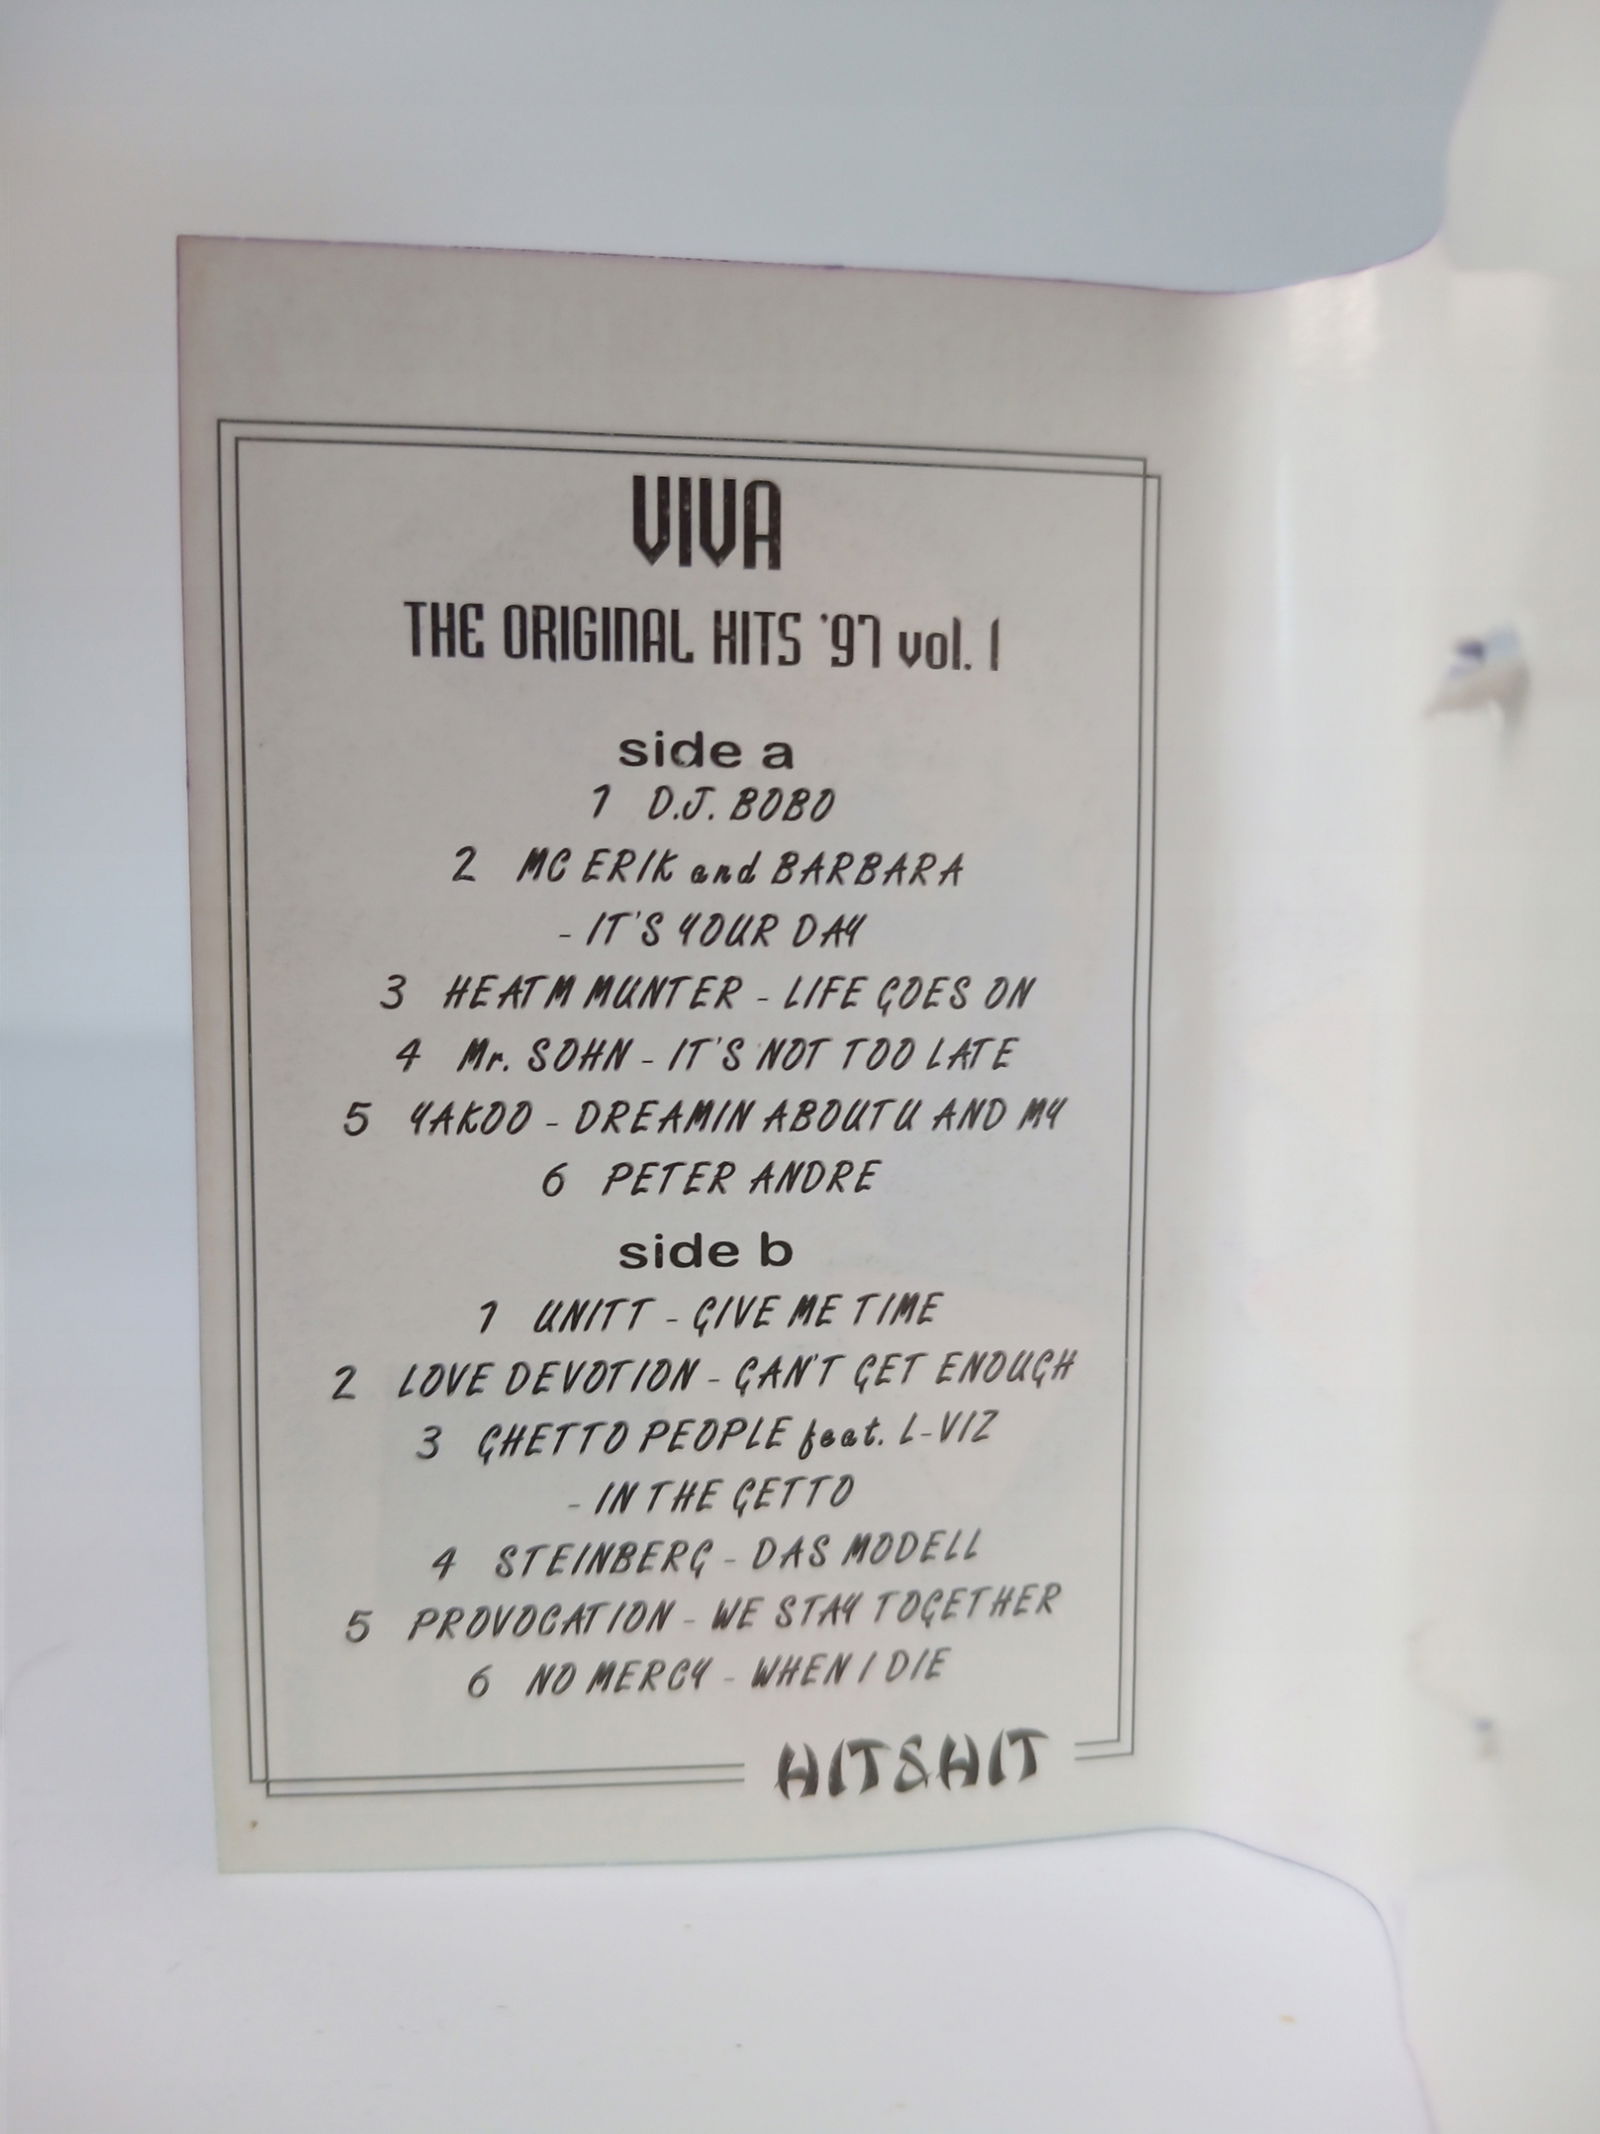 VIVA
THE ORIGINAL HITS '97 vol. 1
side a
1 D.J. BOBO
2 MC ERIK and BARBARA
- IT'S YOUR DAY
3 HEATM MUNTER - LIFE GOES ON
4 Mr. SOHN - IT'S NOT TOO LATE
5 YAKOO - DREAMIN ABOUT U AND MY
6 PETER ANDRE
side b
1 UNITT - GIVE ME TIME
2 LOVE DEVOTION - CAN'T GET ENOUGH
3 GHETTO PEOPLE feat. L-VIZ
- IN THE GETTO
4 STEINBERG - DAS MODELL
5 PROVOCATION - WE STAY TOGETHER
6 NO MERCY - WHEN I DIE
HIT&HIT